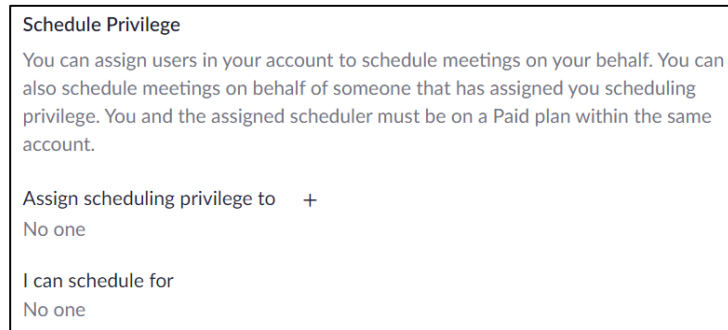 Schedule Privilege
You can assign users in your account to schedule meetings on your behalf. You can
also schedule meetings on behalf of someone that has assigned you scheduling
privilege. You and the assigned scheduler must be on a Paid plan within the same
account.
Assign scheduling privilege to +
No one
I can schedule for
No one